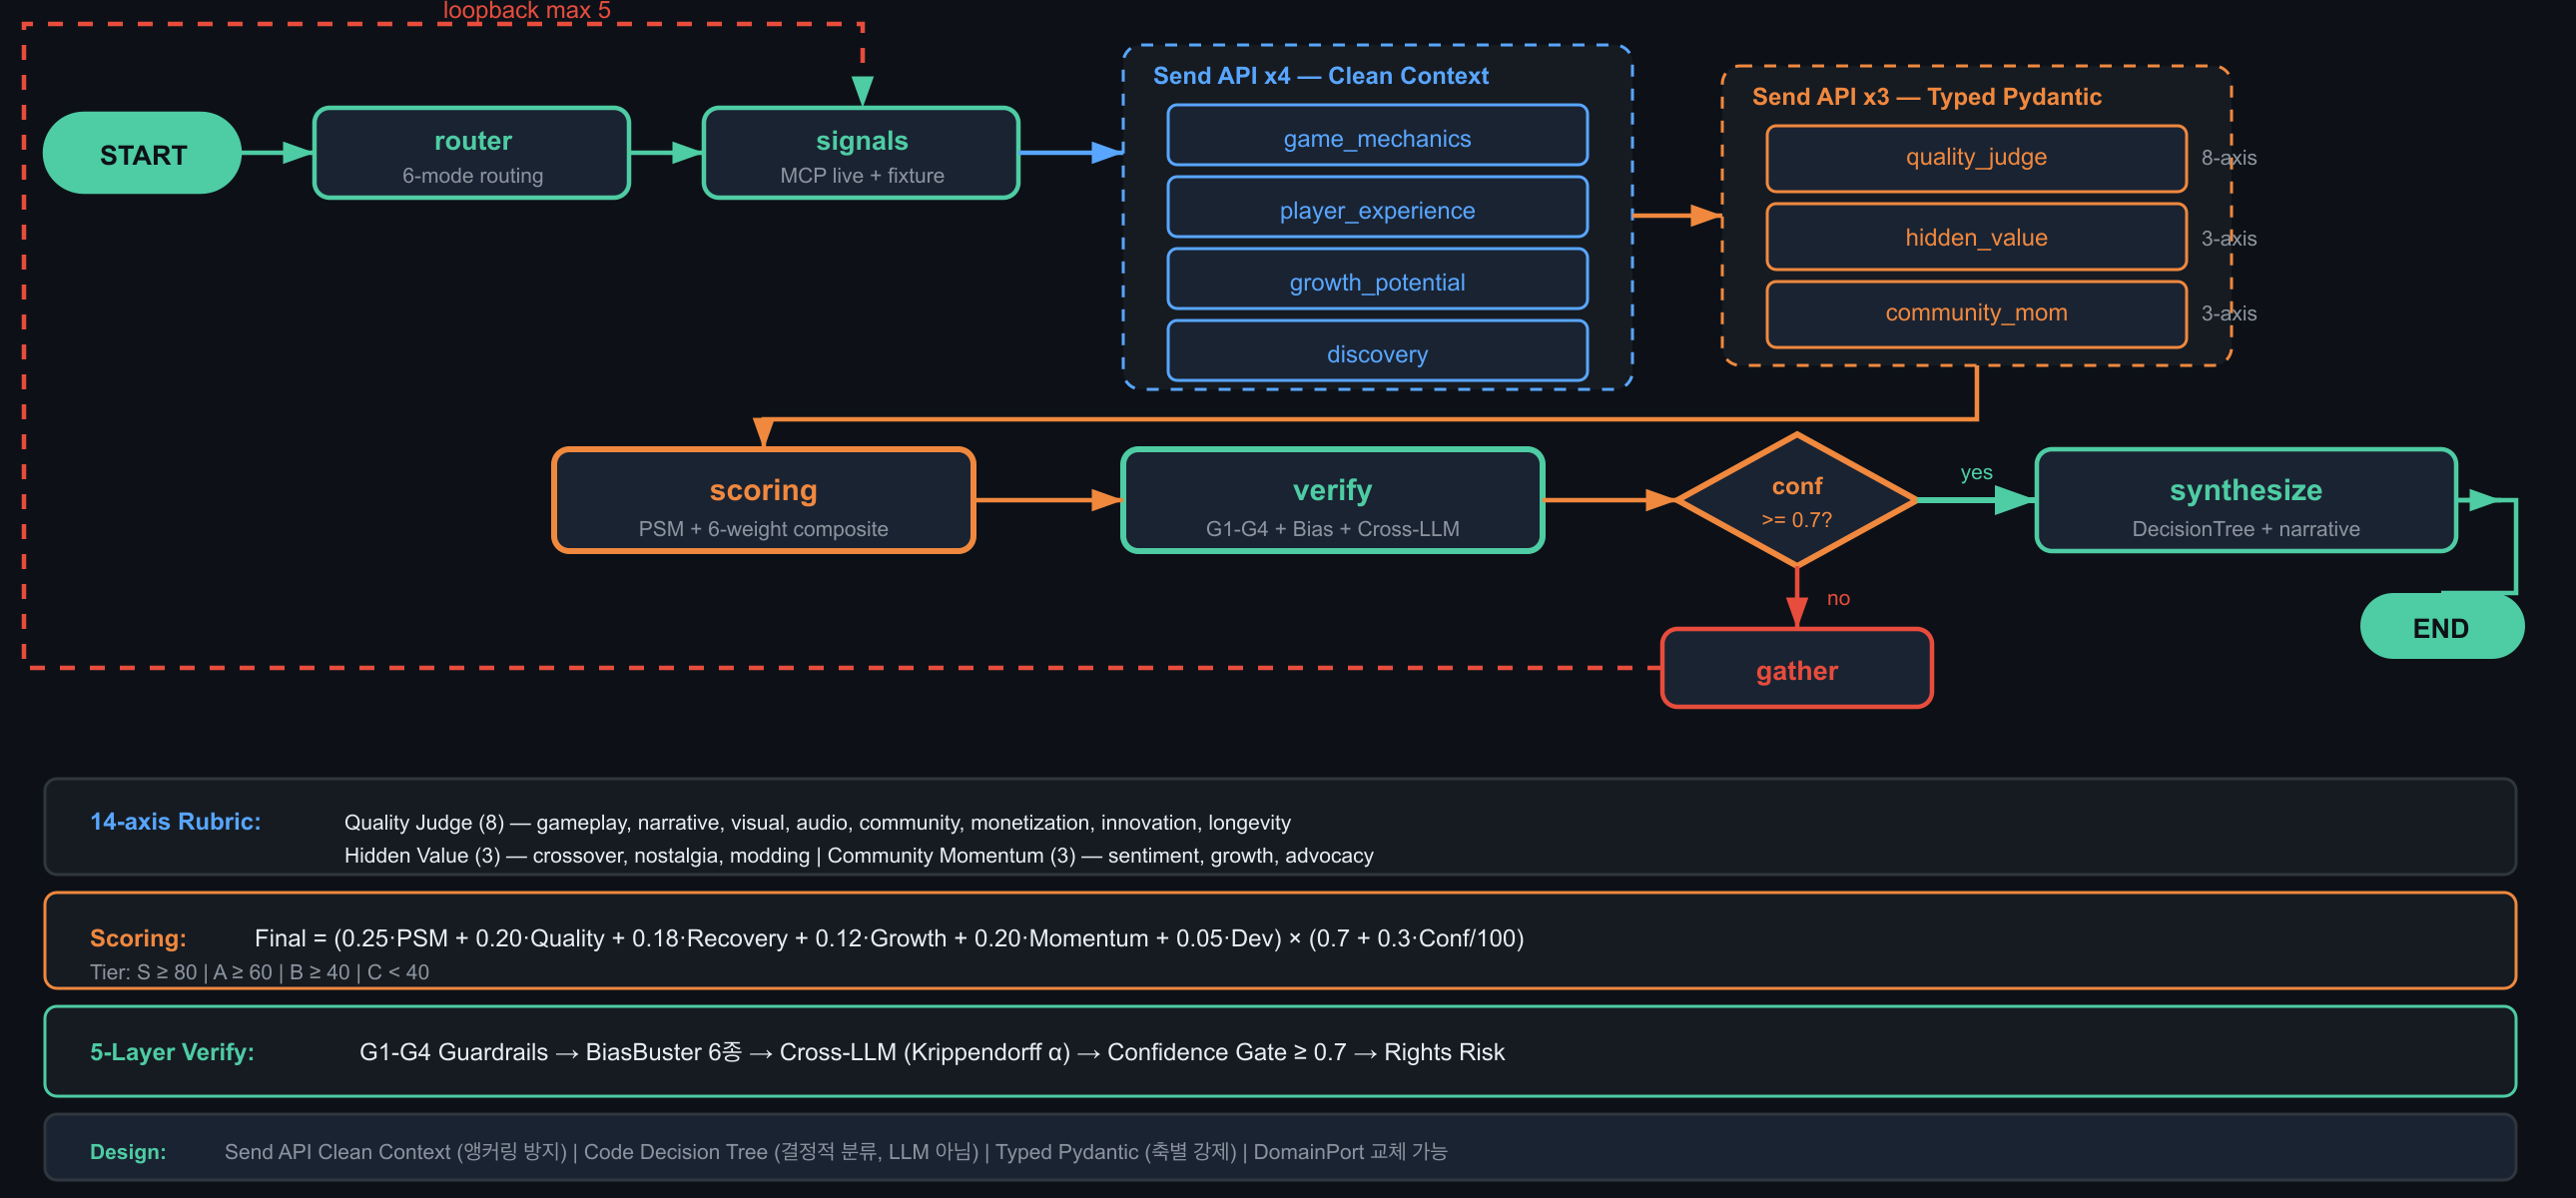 loopback max 5
START
router
6-mode routing
signals
MCP live + fixture
Send API x4 — Clean Context
game_mechanics
player_experience
growth_potential
discovery
Send API x3 — Typed Pydantic
quality_judge
8-axis
hidden_value
3-axis
community_mom
3-axis
scoring
PSM + 6-weight composite
verify
G1-G4 + Bias + Cross-LLM
conf
>= 0.7?
yes
no
synthesize
DecisionTree + narrative
END
gather
14-axis Rubric: Quality Judge (8) — gameplay, narrative, visual, audio, community, monetization, innovation, longevity
Hidden Value (3) — crossover, nostalgia, modding | Community Momentum (3) — sentiment, growth, advocacy
Scoring: Final = (0.25·PSM + 0.20·Quality + 0.18·Recovery + 0.12·Growth + 0.20·Momentum + 0.05·Dev) × (0.7 + 0.3·Conf/100)
Tier: S ≥ 80 | A ≥ 60 | B ≥ 40 | C < 40
5-Layer Verify: G1-G4 Guardrails → BiasBuster 6종 → Cross-LLM (Krippendorff α) → Confidence Gate ≥ 0.7 → Rights Risk
Design: Send API Clean Context (앵커링 방지) | Code Decision Tree (결정적 분류, LLM 아님) | Typed Pydantic (축별 강제) | DomainPort 교체 가능